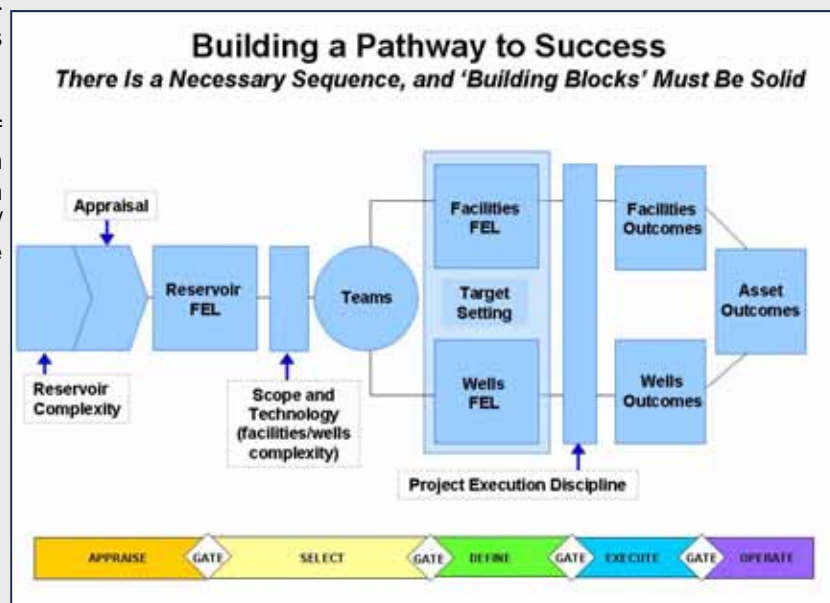 Building a Pathway to Success
There Is a Necessary Sequence, and ‘Building Blocks’ Must Be Solid
Appraisal
Reservoir
Complexity
Reservoir
FEL
Scope and
Technology
(facilities/wells
complexity)
Teams
Facilities
FEL
Target
Setting
Wells
FEL
Project Execution Discipline
Facilities
Outcomes
Wells
Outcomes
Asset
Outcomes
APPRAISE
GATE
SELECT
GATE
DEFINE
GATE
EXECUTE
GATE
OPERATE